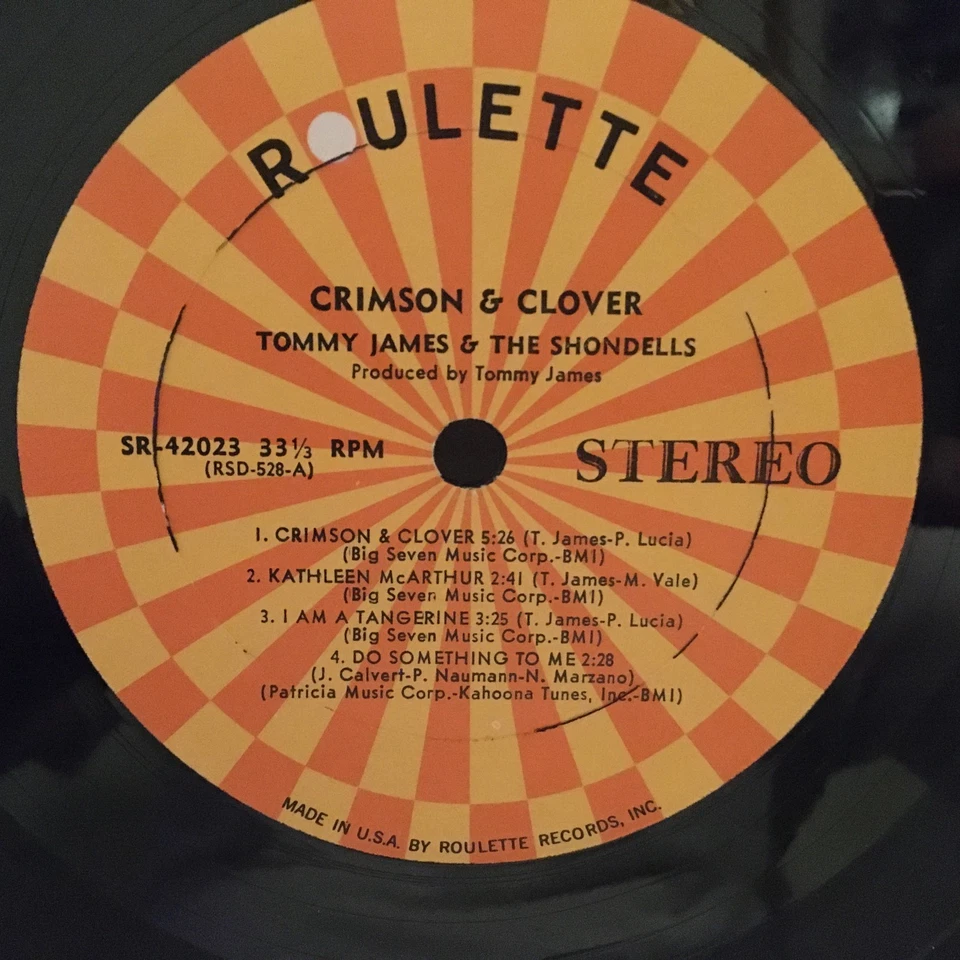 ROULETTE
CRIMSON & CLOVER
TOMMY JAMES & THE SHONDELLS
Produced by Tommy James
SR-42023 33⅓ RPM
(RSD-528-A)
STEREO
1. CRIMSON & CLOVER 5:26 (T. James-P. Lucia)
(Big Seven Music Corp.-BMI)
2. KATHLEEN McARTHUR 2:41 (T. James-M. Vale)
(Big Seven Music Corp.-BMI)
3. I AM A TANGERINE 3:25 (T. James-P. Lucia)
(Big Seven Music Corp.-BMI)
4. DO SOMETHING TO ME 2:28
(J. Calvert-P. Naumann-N. Marzano)
(Patricia Music Corp.-Kahoona Tunes, Inc.-BMI)
MADE IN U.S.A. BY ROULETTE RECORDS, INC.